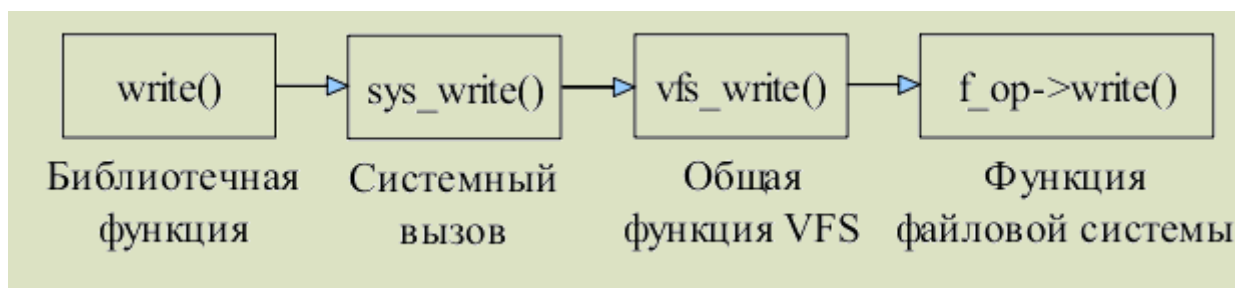 write()
sys_write()
vfs_write()
f_op->write()
Библиотечная
функция
Системный
вызов
Общая
функция VFS
Функция
файловой системы